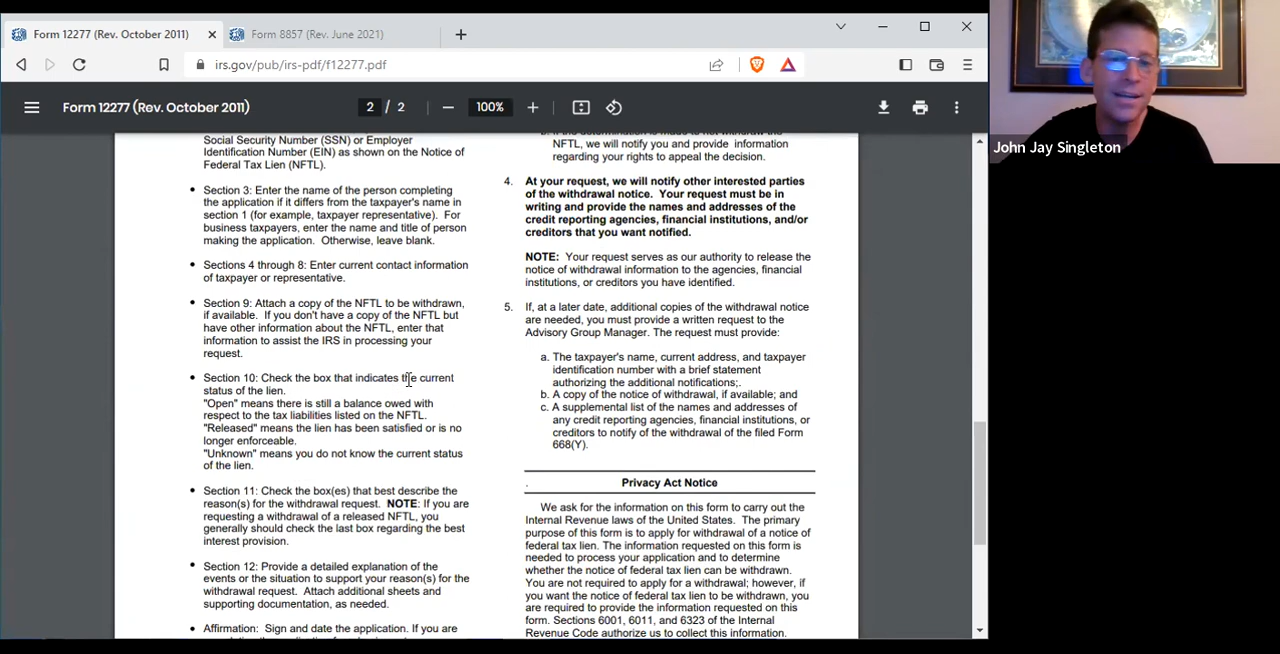 Form 12277 (Rev. October 2011)
Form 8857 (Rev. June 2021)
irs.gov/pub/irs-pdf/f12277.pdf
Form 12277 (Rev. October 2011)
2 / 2
100%
Social Security Number (SSN) or Employer
Identification Number (EIN) as shown on the Notice of
Federal Tax Lien (NFTL).
• Section 3: Enter the name of the person completing
the application if it differs from the taxpayer's name in
section 1 (for example, taxpayer representative). For
business taxpayers, enter the name and title of person
making the application. Otherwise, leave blank.
• Sections 4 through 8: Enter current contact information
of taxpayer or representative.
• Section 9: Attach a copy of the NFTL to be withdrawn,
if available. If you don't have a copy of the NFTL but
have other information about the NFTL, enter that
information to assist the IRS in processing your
request.
• Section 10: Check the box that indicates the current
status of the lien.
"Open" means there is still a balance owed with
respect to the tax liabilities listed on the NFTL.
"Released" means the lien has been satisfied or is no
longer enforceable.
"Unknown" means you do not know the current status
of the lien.
• Section 11: Check the box(es) that best describe the
reason(s) for the withdrawal request. NOTE: If you are
requesting a withdrawal of a released NFTL, you
generally should check the last box regarding the best
interest provision.
• Section 12: Provide a detailed explanation of the
events or the situation to support your reason(s) for the
withdrawal request. Attach additional sheets and
supporting documentation, as needed.
• Affirmation: Sign and date the application. If you are
b. If the determination is made to not withdraw the
NFTL, we will notify you and provide information
regarding your rights to appeal the decision.
4. At your request, we will notify other interested parties
of the withdrawal notice. Your request must be in
writing and provide the names and addresses of the
credit reporting agencies, financial institutions, and/or
creditors that you want notified.
NOTE: Your request serves as our authority to release the
notice of withdrawal information to the agencies, financial
institutions, or creditors you have identified.
5. If, at a later date, additional copies of the withdrawal notice
are needed, you must provide a written request to the
Advisory Group Manager. The request must provide:
a. The taxpayer's name, current address, and taxpayer
identification number with a brief statement
authorizing the additional notifications;.
b. A copy of the notice of withdrawal, if available; and
c. A supplemental list of the names and addresses of
any credit reporting agencies, financial institutions, or
creditors to notify of the withdrawal of the filed Form
668(Y).
. Privacy Act Notice
We ask for the information on this form to carry out the
Internal Revenue laws of the United States. The primary
purpose of this form is to apply for withdrawal of a notice of
federal tax lien. The information requested on this form is
needed to process your application and to determine
whether the notice of federal tax lien can be withdrawn.
You are not required to apply for a withdrawal; however, if
you want the notice of federal tax lien to be withdrawn, you
are required to provide the information requested on this
form. Sections 6001, 6011, and 6323 of the Internal
Revenue Code authorize us to collect this information.
John Jay Singleton